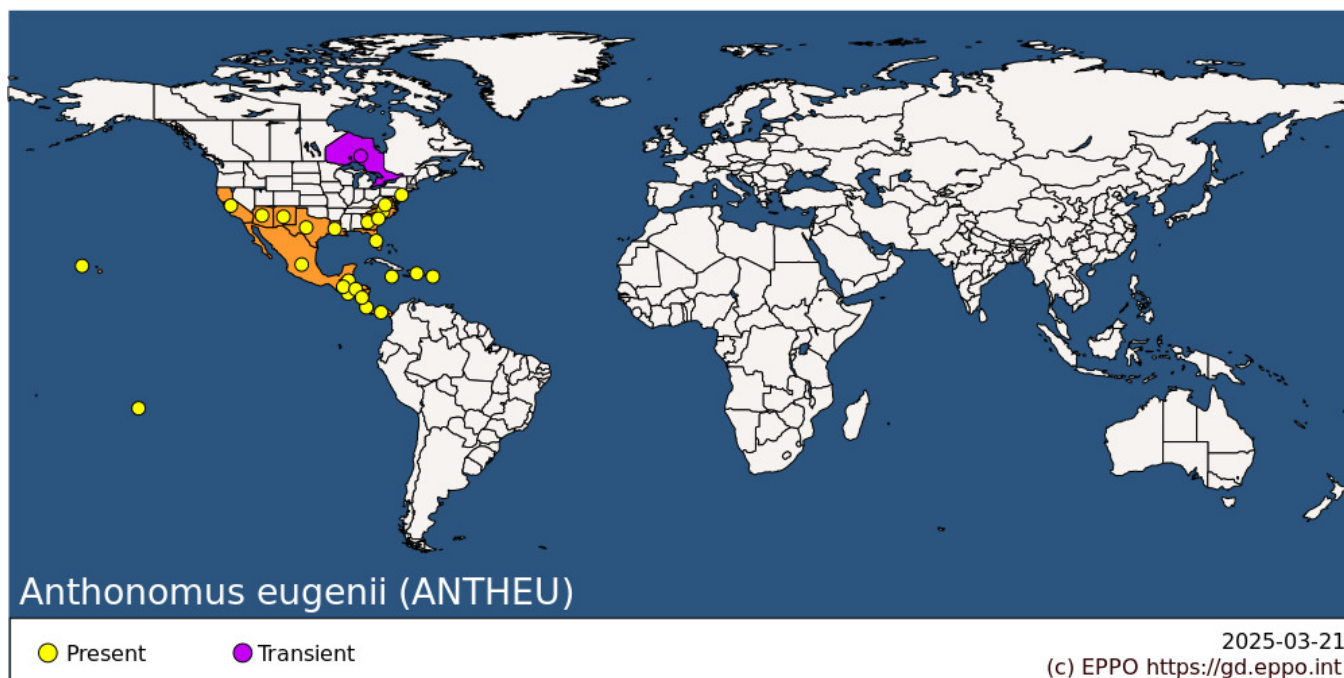 Anthonomus eugenii (ANTHEU)
Present
Transient
2025-03-21
(c) EPPO https://gd.eppo.int